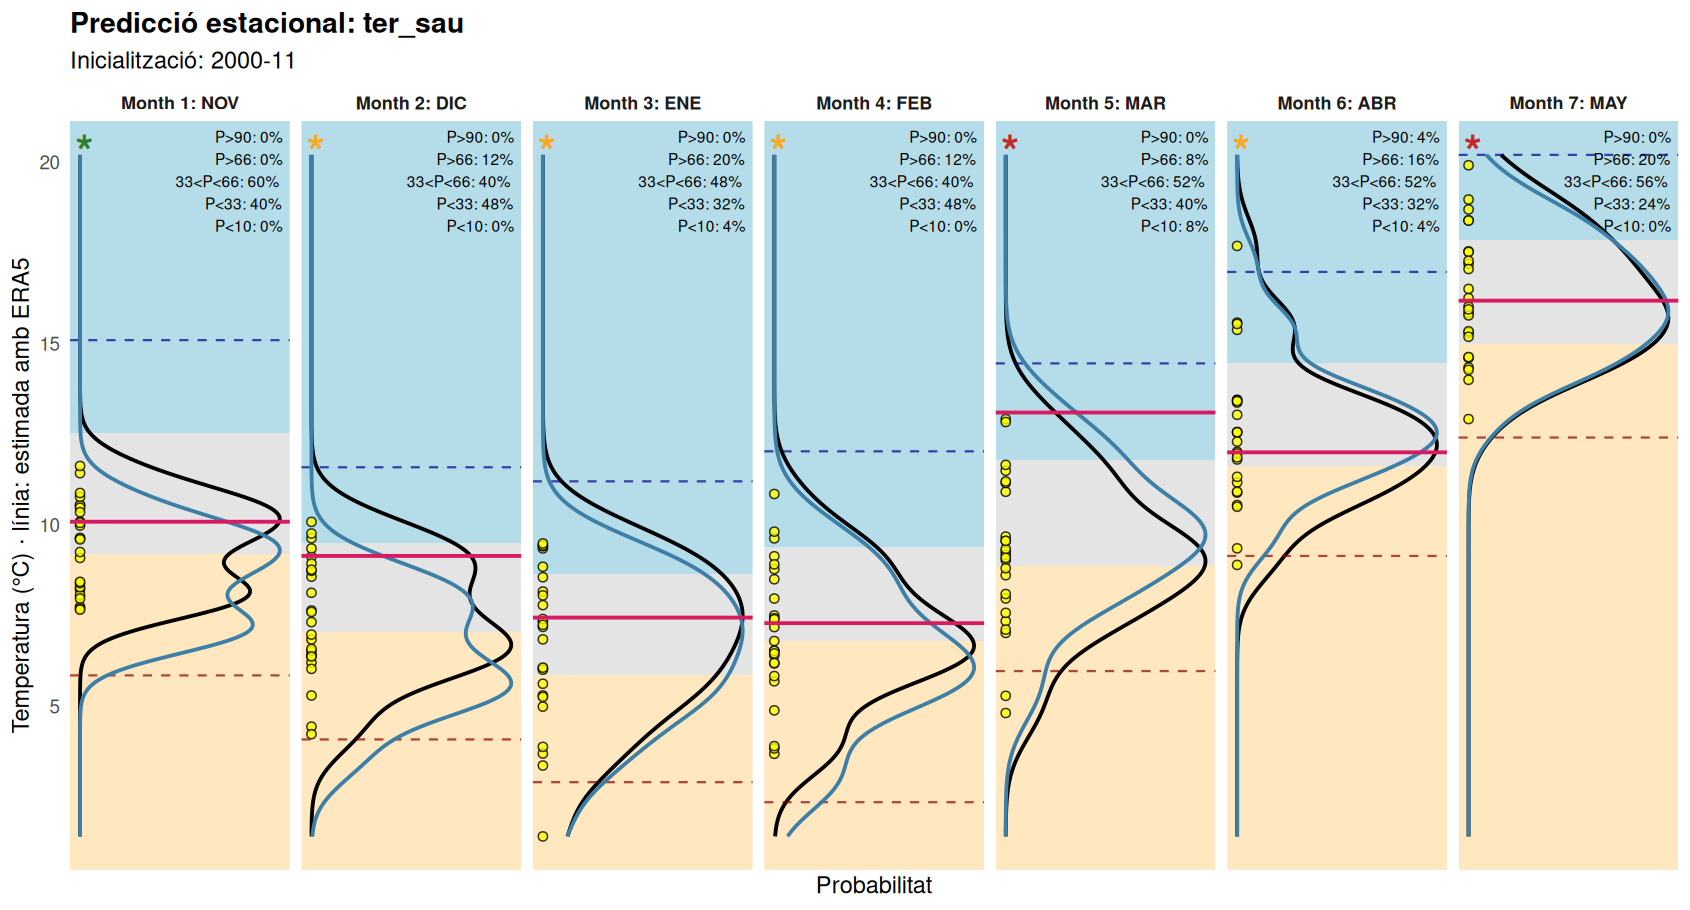 Predicció estacional: ter_sau
Inicialització: 2000-11
Month 1: NOV
Month 2: DIC
Month 3: ENE
Month 4: FEB
Month 5: MAR
Month 6: ABR
Month 7: MAY
*
P>90: 0%
P>66: 0%
33<P<66: 60%
P<33: 40%
P<10: 0%
*
P>90: 0%
P>66: 12%
33<P<66: 40%
P<33: 48%
P<10: 0%
*
P>90: 0%
P>66: 20%
33<P<66: 48%
P<33: 32%
P<10: 4%
*
P>90: 0%
P>66: 12%
33<P<66: 40%
P<33: 48%
P<10: 0%
*
P>90: 0%
P>66: 8%
33<P<66: 52%
P<33: 40%
P<10: 8%
*
P>90: 4%
P>66: 16%
33<P<66: 52%
P<33: 32%
P<10: 4%
*
P>90: 0%
P>66: 20%
33<P<66: 56%
P<33: 24%
P<10: 0%
20
15
10
5
Temperatura (°C) · línia: estimada amb ERA5
Probabilitat